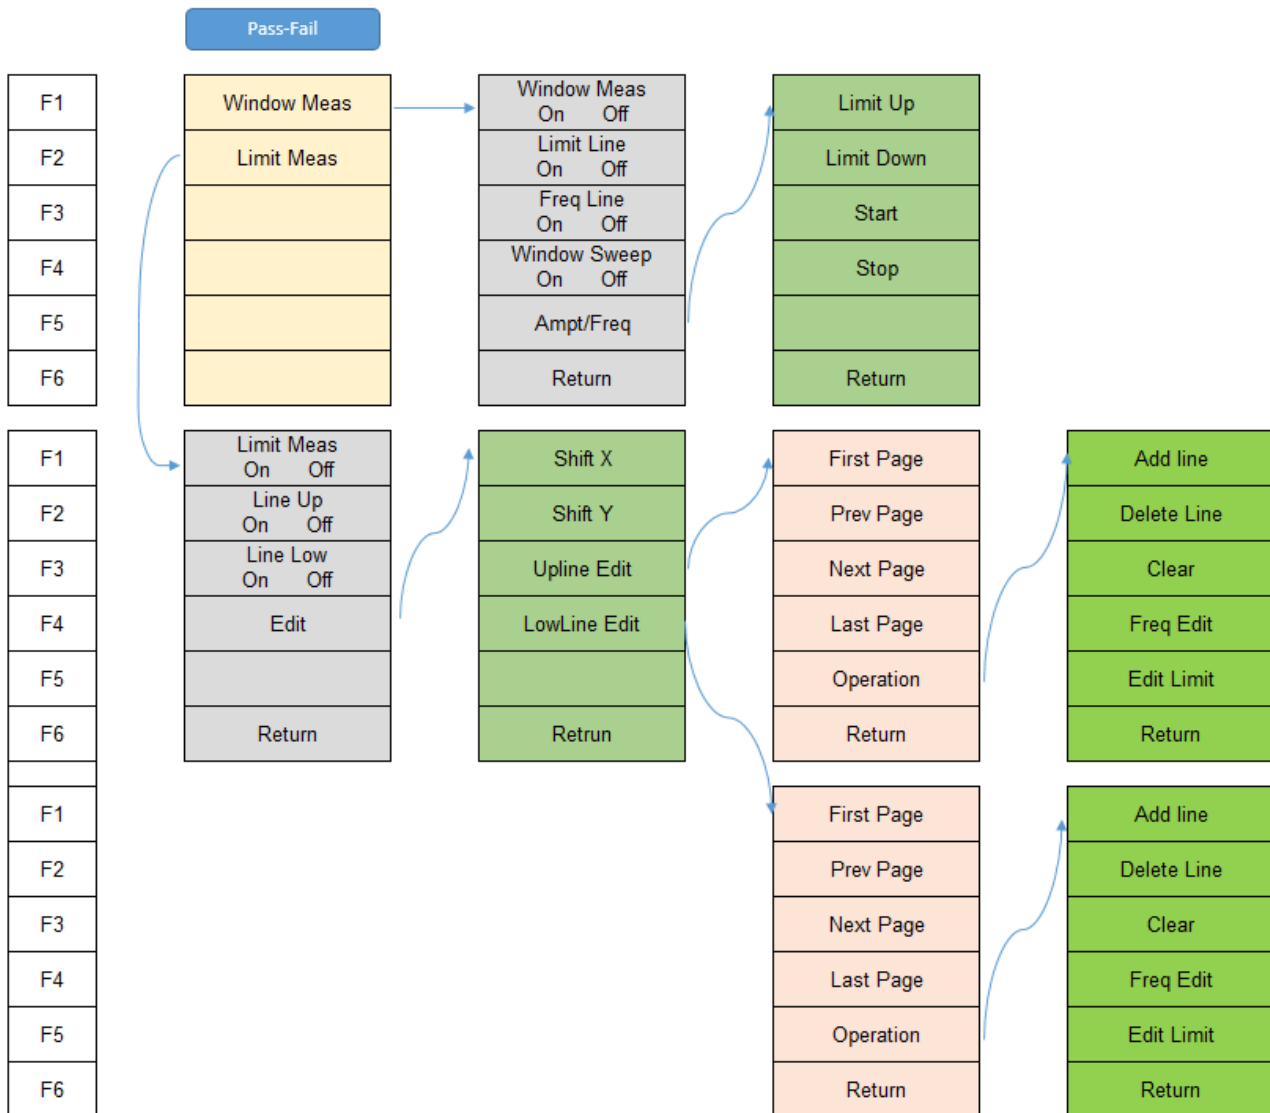 Pass-Fail
F1
Window Meas
Window Meas
On Off
Limit Up
F2
Limit Meas
Limit Line
On Off
Limit Down
F3
Freq Line
On Off
Start
F4
Window Sweep
On Off
Stop
F5
Ampt/Freq
F6
Return
Return
F1
Limit Meas
On Off
Shift X
First Page
Add line
F2
Line Up
On Off
Shift Y
Prev Page
Delete Line
F3
Line Low
On Off
Upline Edit
Next Page
Clear
F4
Edit
LowLine Edit
Last Page
Freq Edit
F5
Operation
Edit Limit
F6
Return
Retrun
Return
Return
F1
First Page
Add line
F2
Prev Page
Delete Line
F3
Next Page
Clear
F4
Last Page
Freq Edit
F5
Operation
Edit Limit
F6
Return
Return